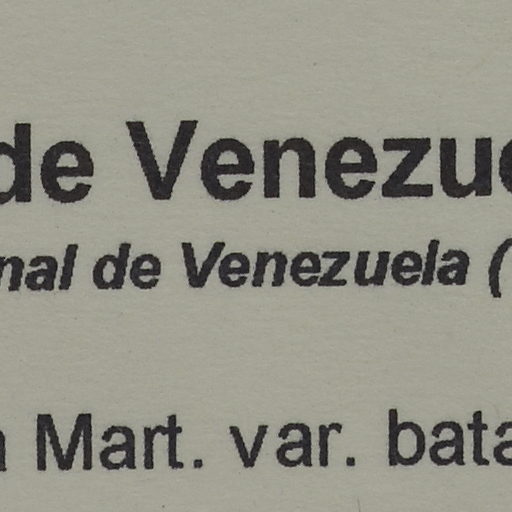 de Venezue
nal de Venezuela (
Mart. var. bata